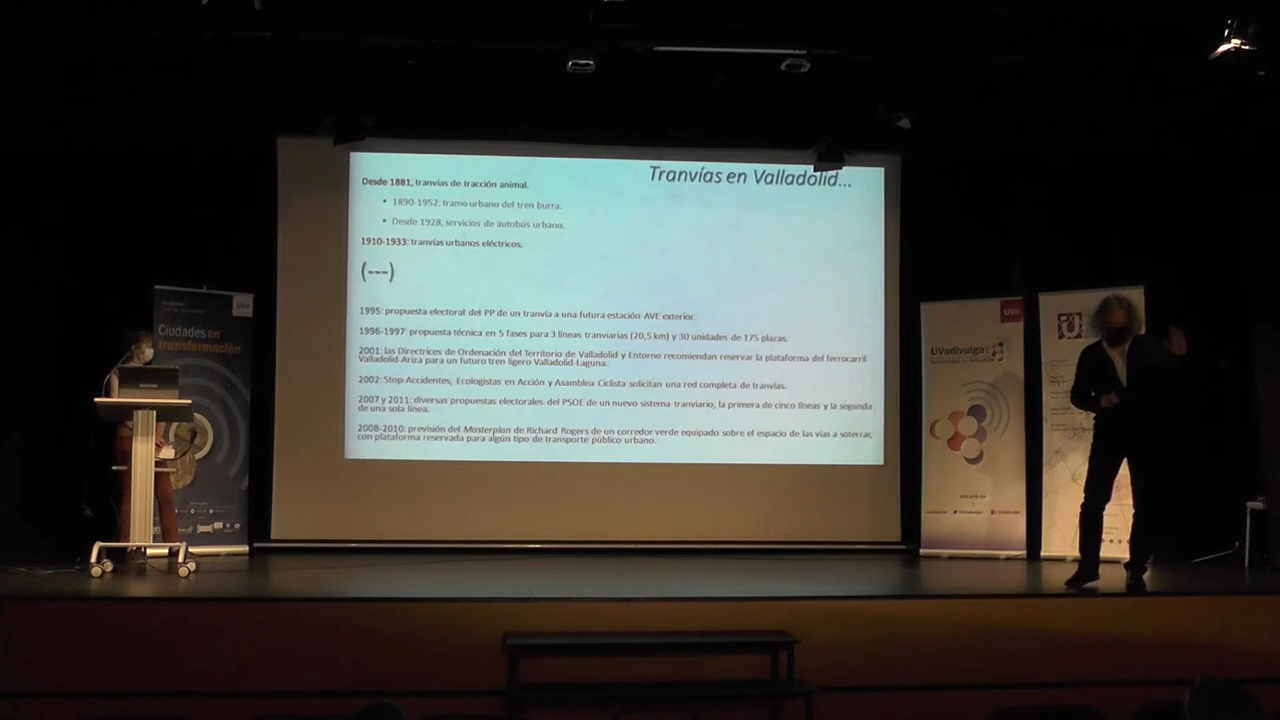 Tranvías en Valladolid...
Desde 1881, tranvías de tracción animal.
• 1890-1952: tramo urbano del tren burra.
• Desde 1928, servicios de autobús urbano.
1910-1933: tranvías urbanos eléctricos.
(---)
1995: propuesta electoral del PP de un tranvía a una futura estación AVE exterior.
1996-1997: propuesta técnica en 5 fases para 3 líneas tranviarias (20,5 km) y 30 unidades de 175 plazas.
2001: las Directrices de Ordenación del Territorio de Valladolid y Entorno recomiendan reservar la plataforma del ferrocarril
Valladolid-Ariza para un futuro tren ligero Valladolid-Laguna.
2002: Stop-Accidentes, Ecologistas en Acción y Asamblea Ciclista solicitan una red completa de tranvías.
2007 y 2011: diversas propuestas electorales del PSOE de un nuevo sistema tranviario, la primera de cinco líneas y la segunda
de una sola línea.
2008-2010: previsión del Masterplan de Richard Rogers de un corredor verde equipado sobre el espacio de las vías a soterrar,
con plataforma reservada para algún tipo de transporte público urbano.
UVa
Ciudades en
transformación
UVa
UVadivulga